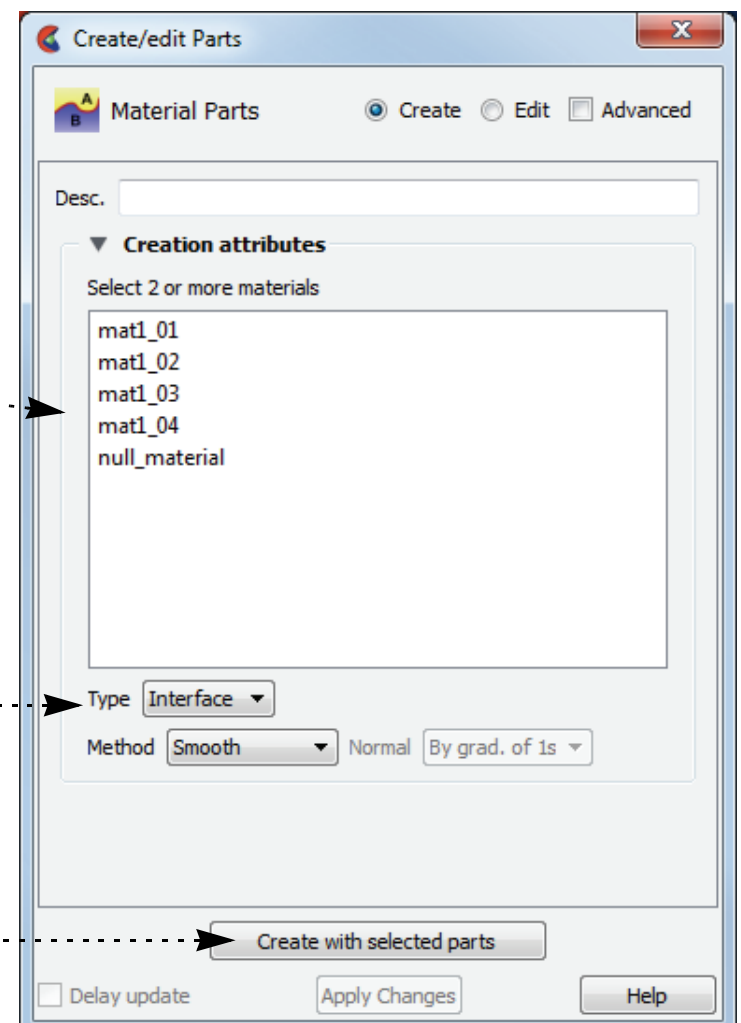 Create/edit Parts
A
B
Material Parts Create Edit Advanced
Desc.
Creation attributes
Select 2 or more materials
mat1_01
mat1_02
mat1_03
mat1_04
null_material
Type Interface
Method Smooth Normal By grad. of 1s
Create with selected parts
Delay update Apply Changes Help